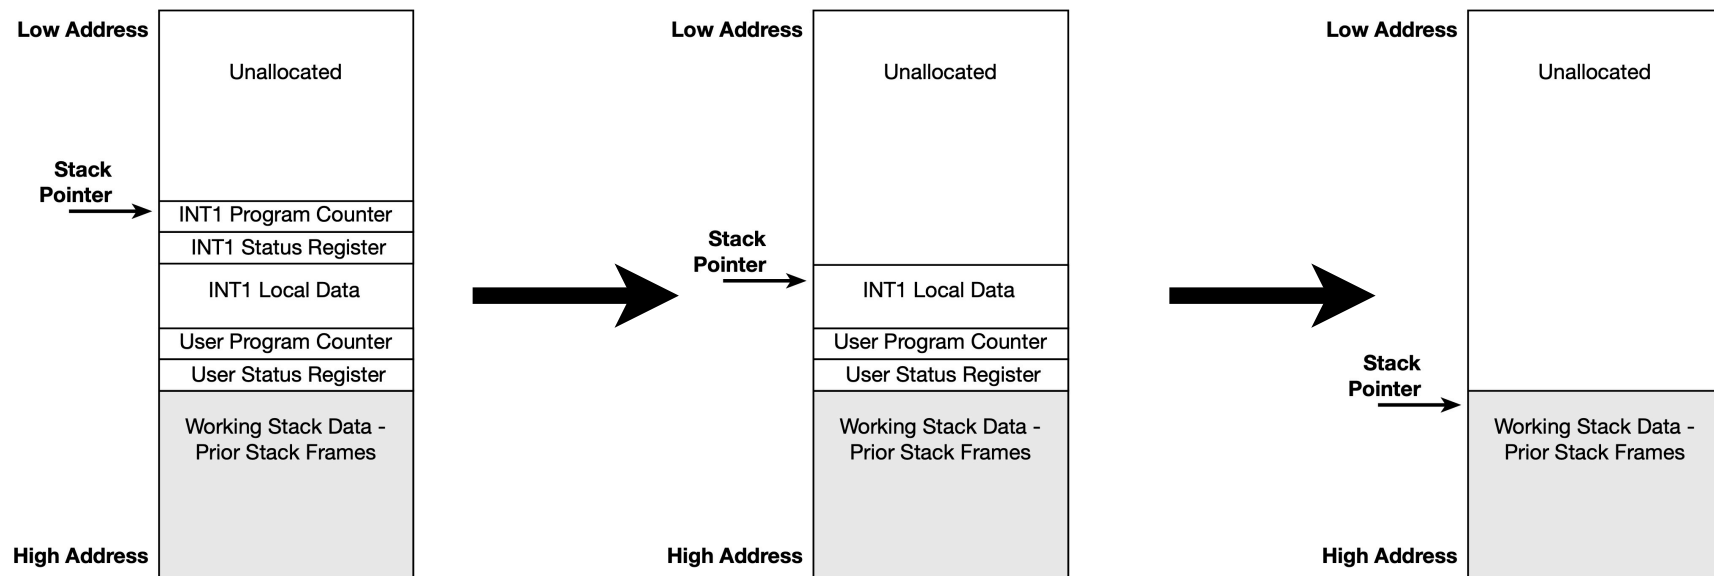 Low Address
Unallocated
Stack
Pointer
INT1 Program Counter
INT1 Status Register
INT1 Local Data
User Program Counter
User Status Register
Working Stack Data -
Prior Stack Frames
High Address
Low Address
Unallocated
Stack
Pointer
INT1 Local Data
User Program Counter
User Status Register
Working Stack Data -
Prior Stack Frames
High Address
Low Address
Unallocated
Stack
Pointer
Working Stack Data -
Prior Stack Frames
High Address